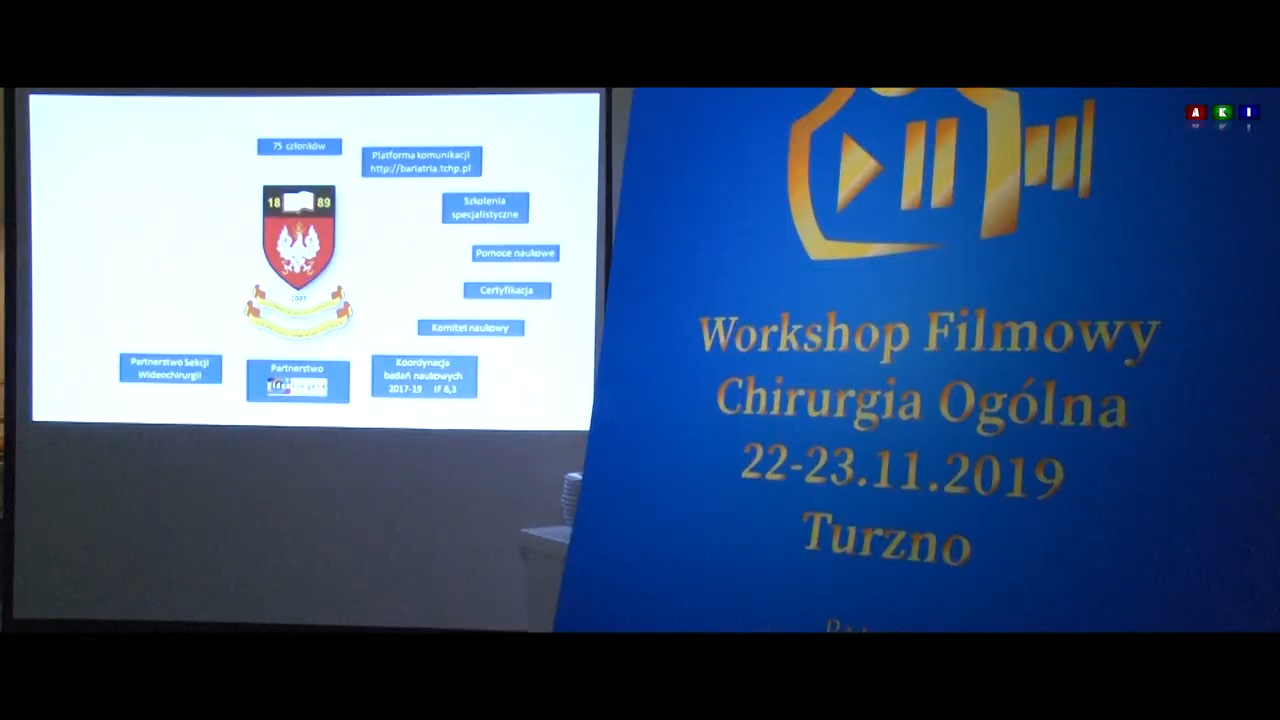 75 członków
Platforma komunikacji
http://bariatria.tchp.pl
18 89
Szkolenia
specjalistyczne
Pomoce naukowe
Certyfikacja
2003
Komitet naukowy
Partnerstwo Sekcji
Wideochirurgii
Partnerstwo
Koordynacja
badań naukowych
2017-19 IF 6,3
A K I
Workshop Filmowy
Chirurgia Ogólna
22-23.11.2019
Turzno